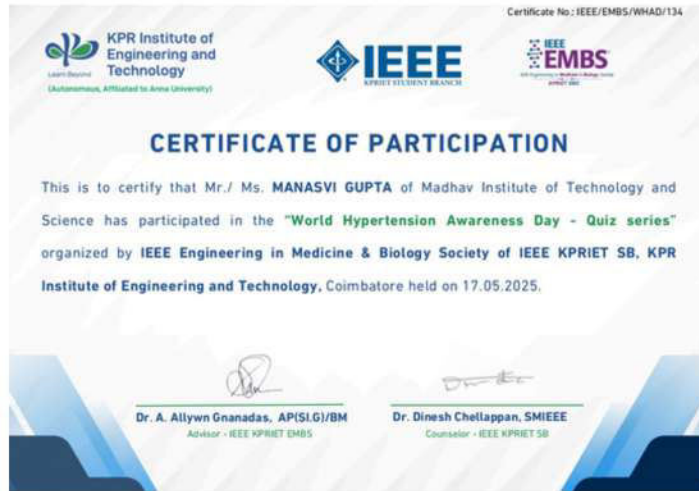 Certificate No.: IEEE/EMBS/WHAD/134
KPR Institute of
Engineering and
Technology
Learn Beyond
(Autonomous, Affiliated to Anna University)
IEEE
KPRIET STUDENT BRANCH
IEEE
EMBS
CERTIFICATE OF PARTICIPATION
This is to certify that Mr./ Ms. MANASVI GUPTA of Madhav Institute of Technology and
Science has participated in the "World Hypertension Awareness Day - Quiz series"
organized by IEEE Engineering in Medicine & Biology Society of IEEE KPRIET SB, KPR
Institute of Engineering and Technology, Coimbatore held on 17.05.2025.
Dr. A. Allywn Gnanadas, AP(Sl.G)/BM
Advisor - IEEE KPRIET EMBS
Dr. Dinesh Chellappan, SMIEEE
Counselor - IEEE KPRIET SB